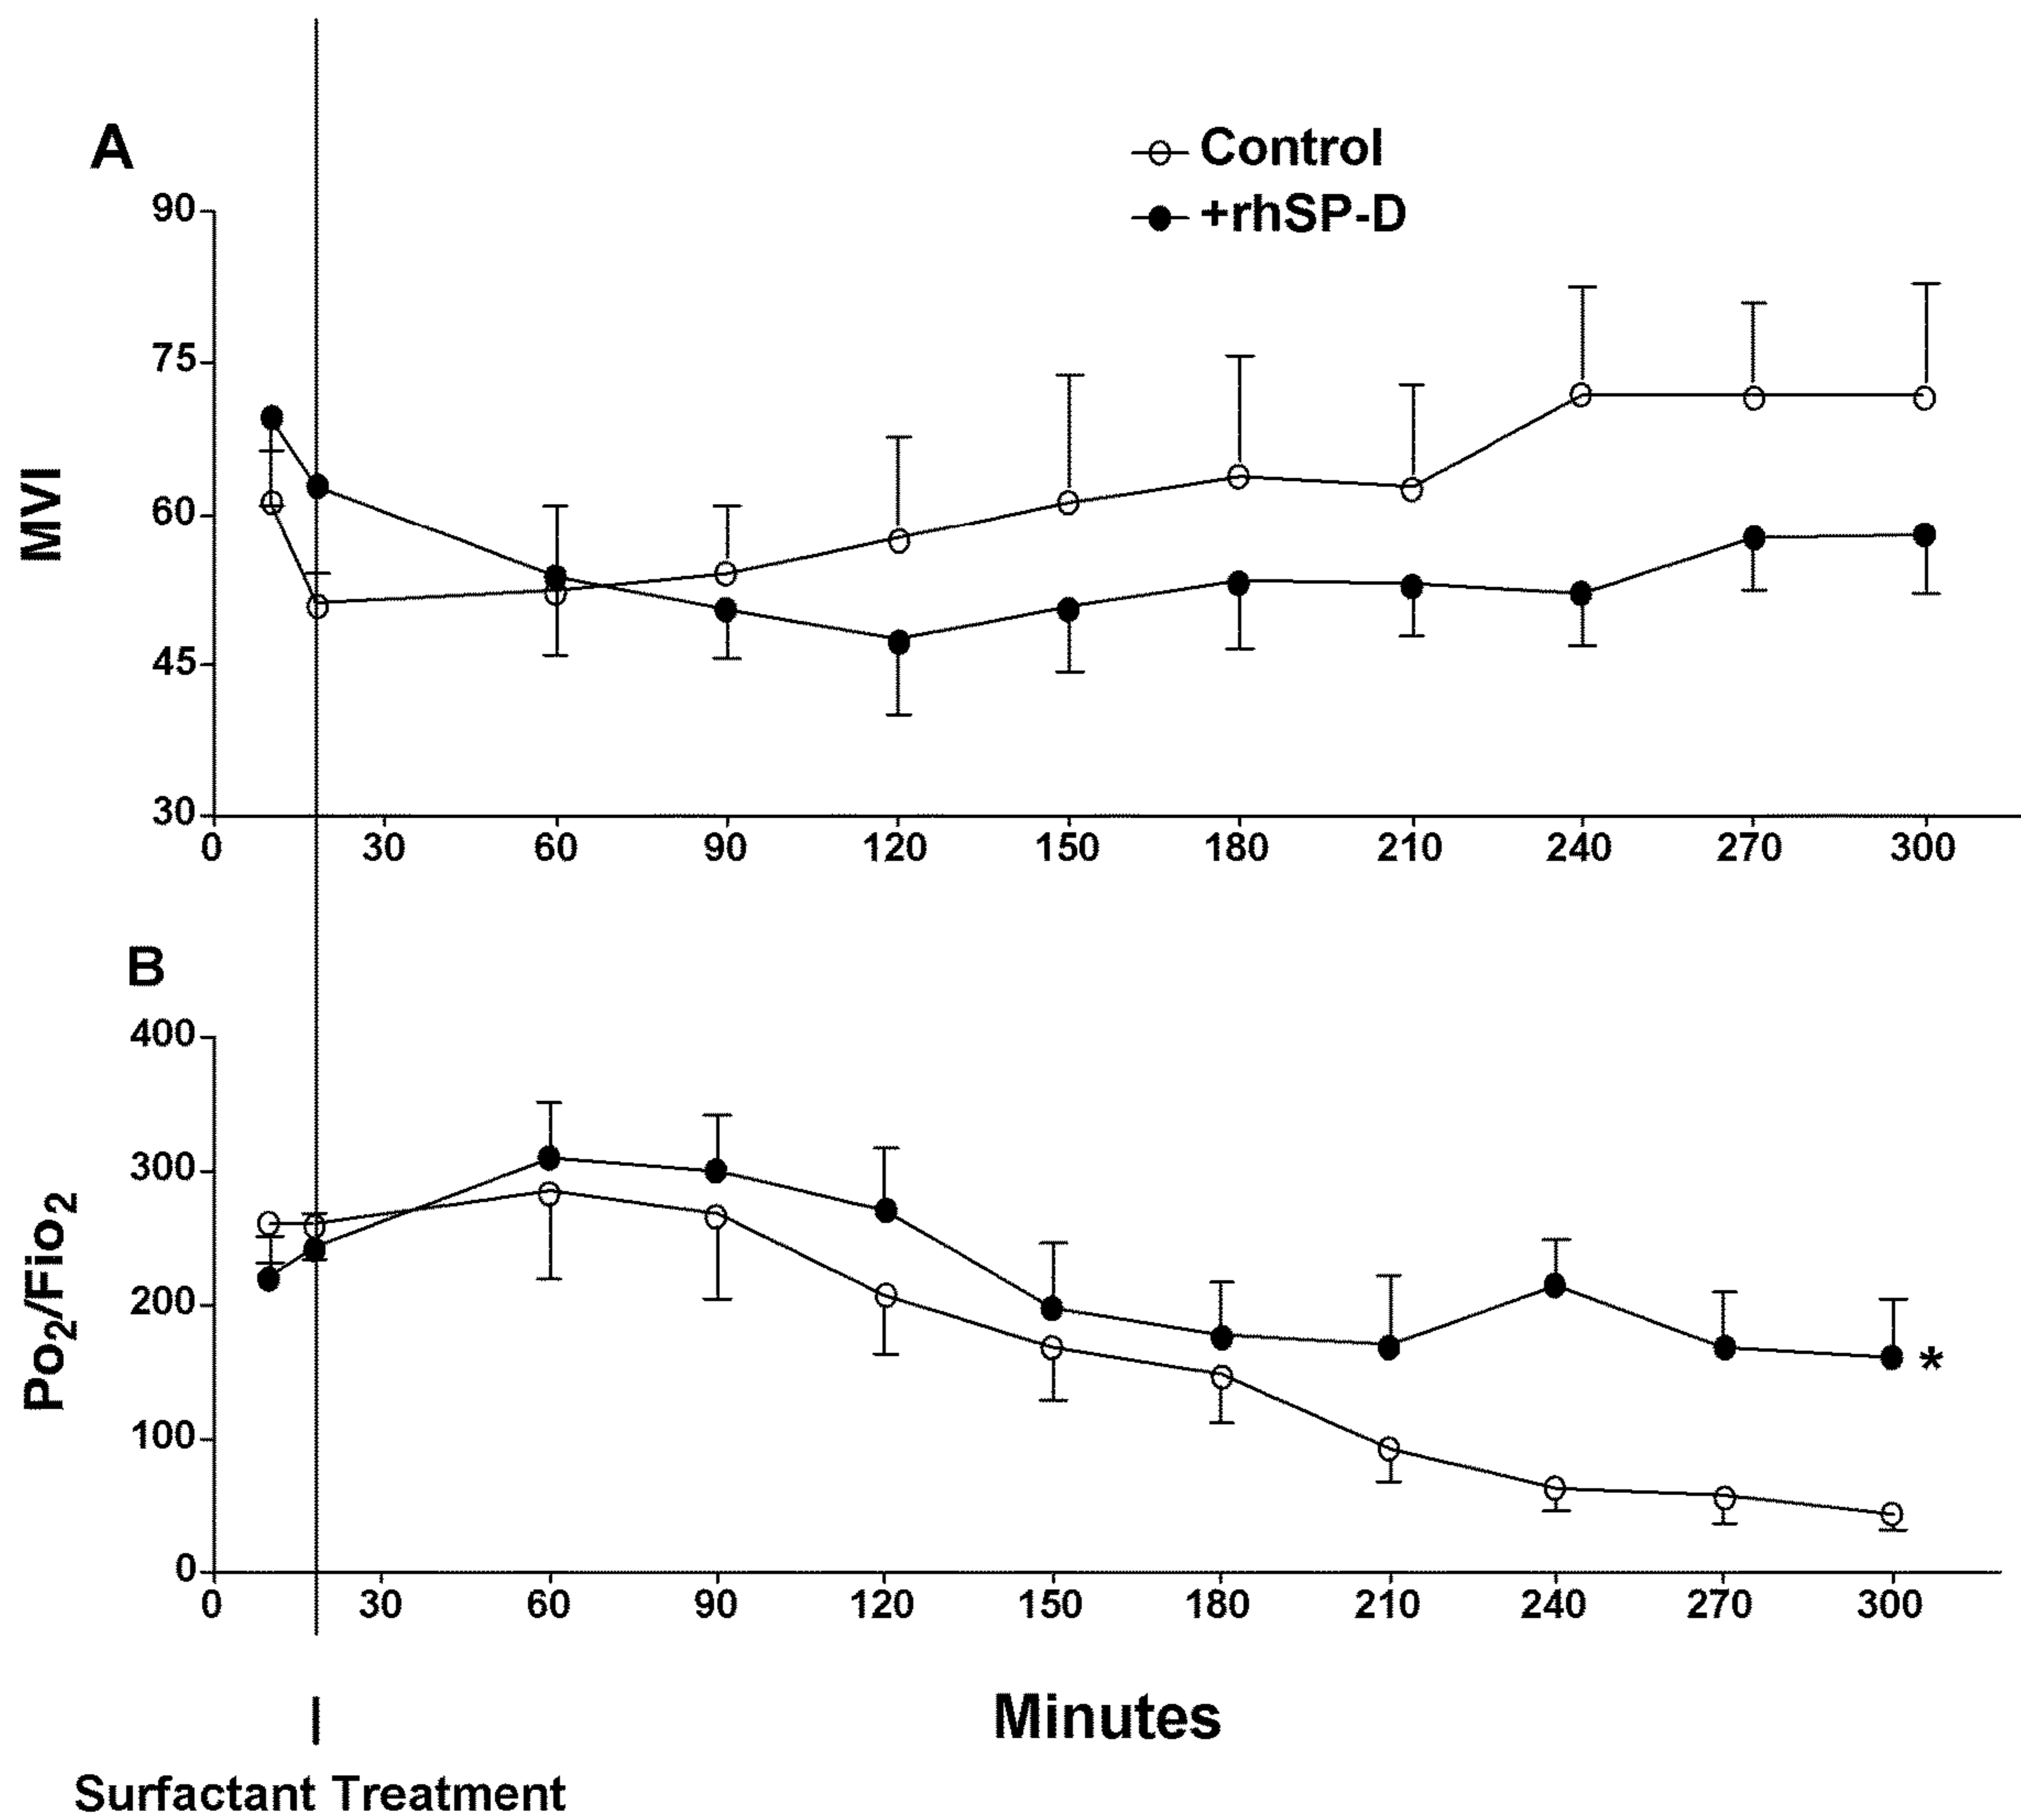 A
Control
+rhSP-D
MVI
90
75
60
45
30
0 30 60 90 120 150 180 210 240 270 300
B
Po2/Fio2
400
300
200
100
0
*
0 30 60 90 120 150 180 210 240 270 300
Minutes
Surfactant Treatment